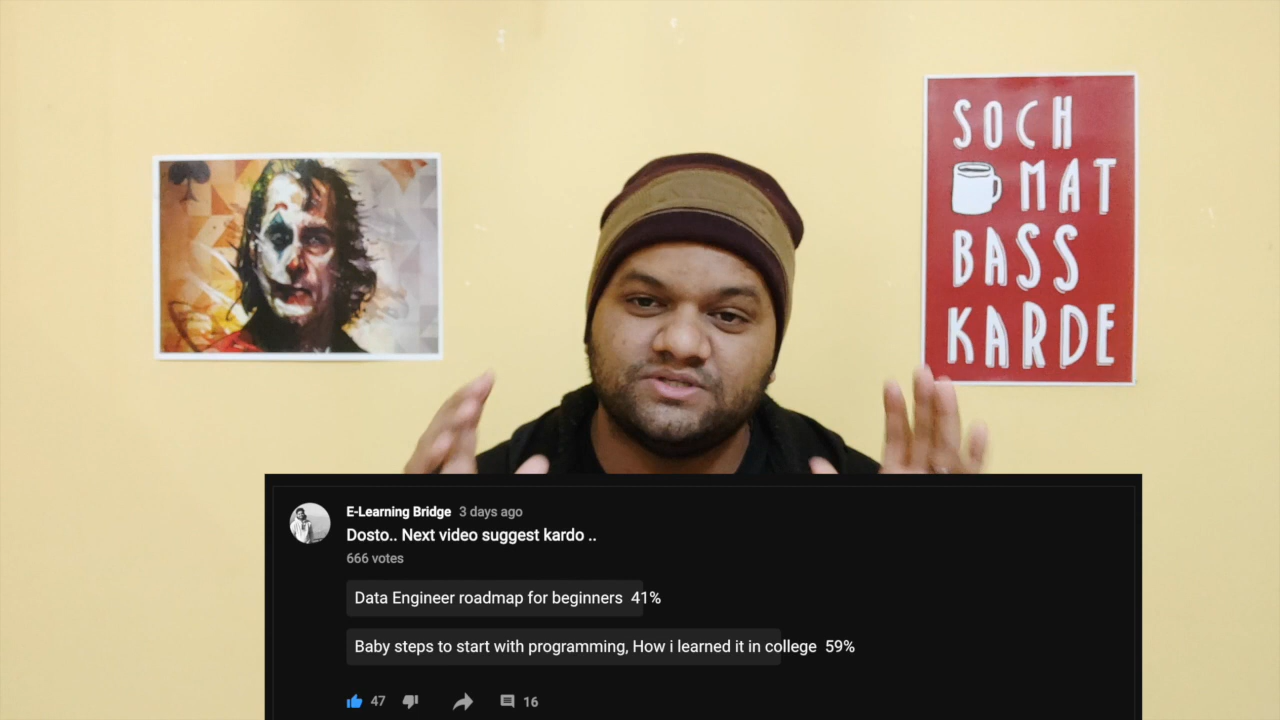 SOCH
MAT
BASS
KARDE
E-Learning Bridge 3 days ago
Dosto.. Next video suggest kardo ..
666 votes
Data Engineer roadmap for beginners 41%
Baby steps to start with programming, How i learned it in college 59%
47 16